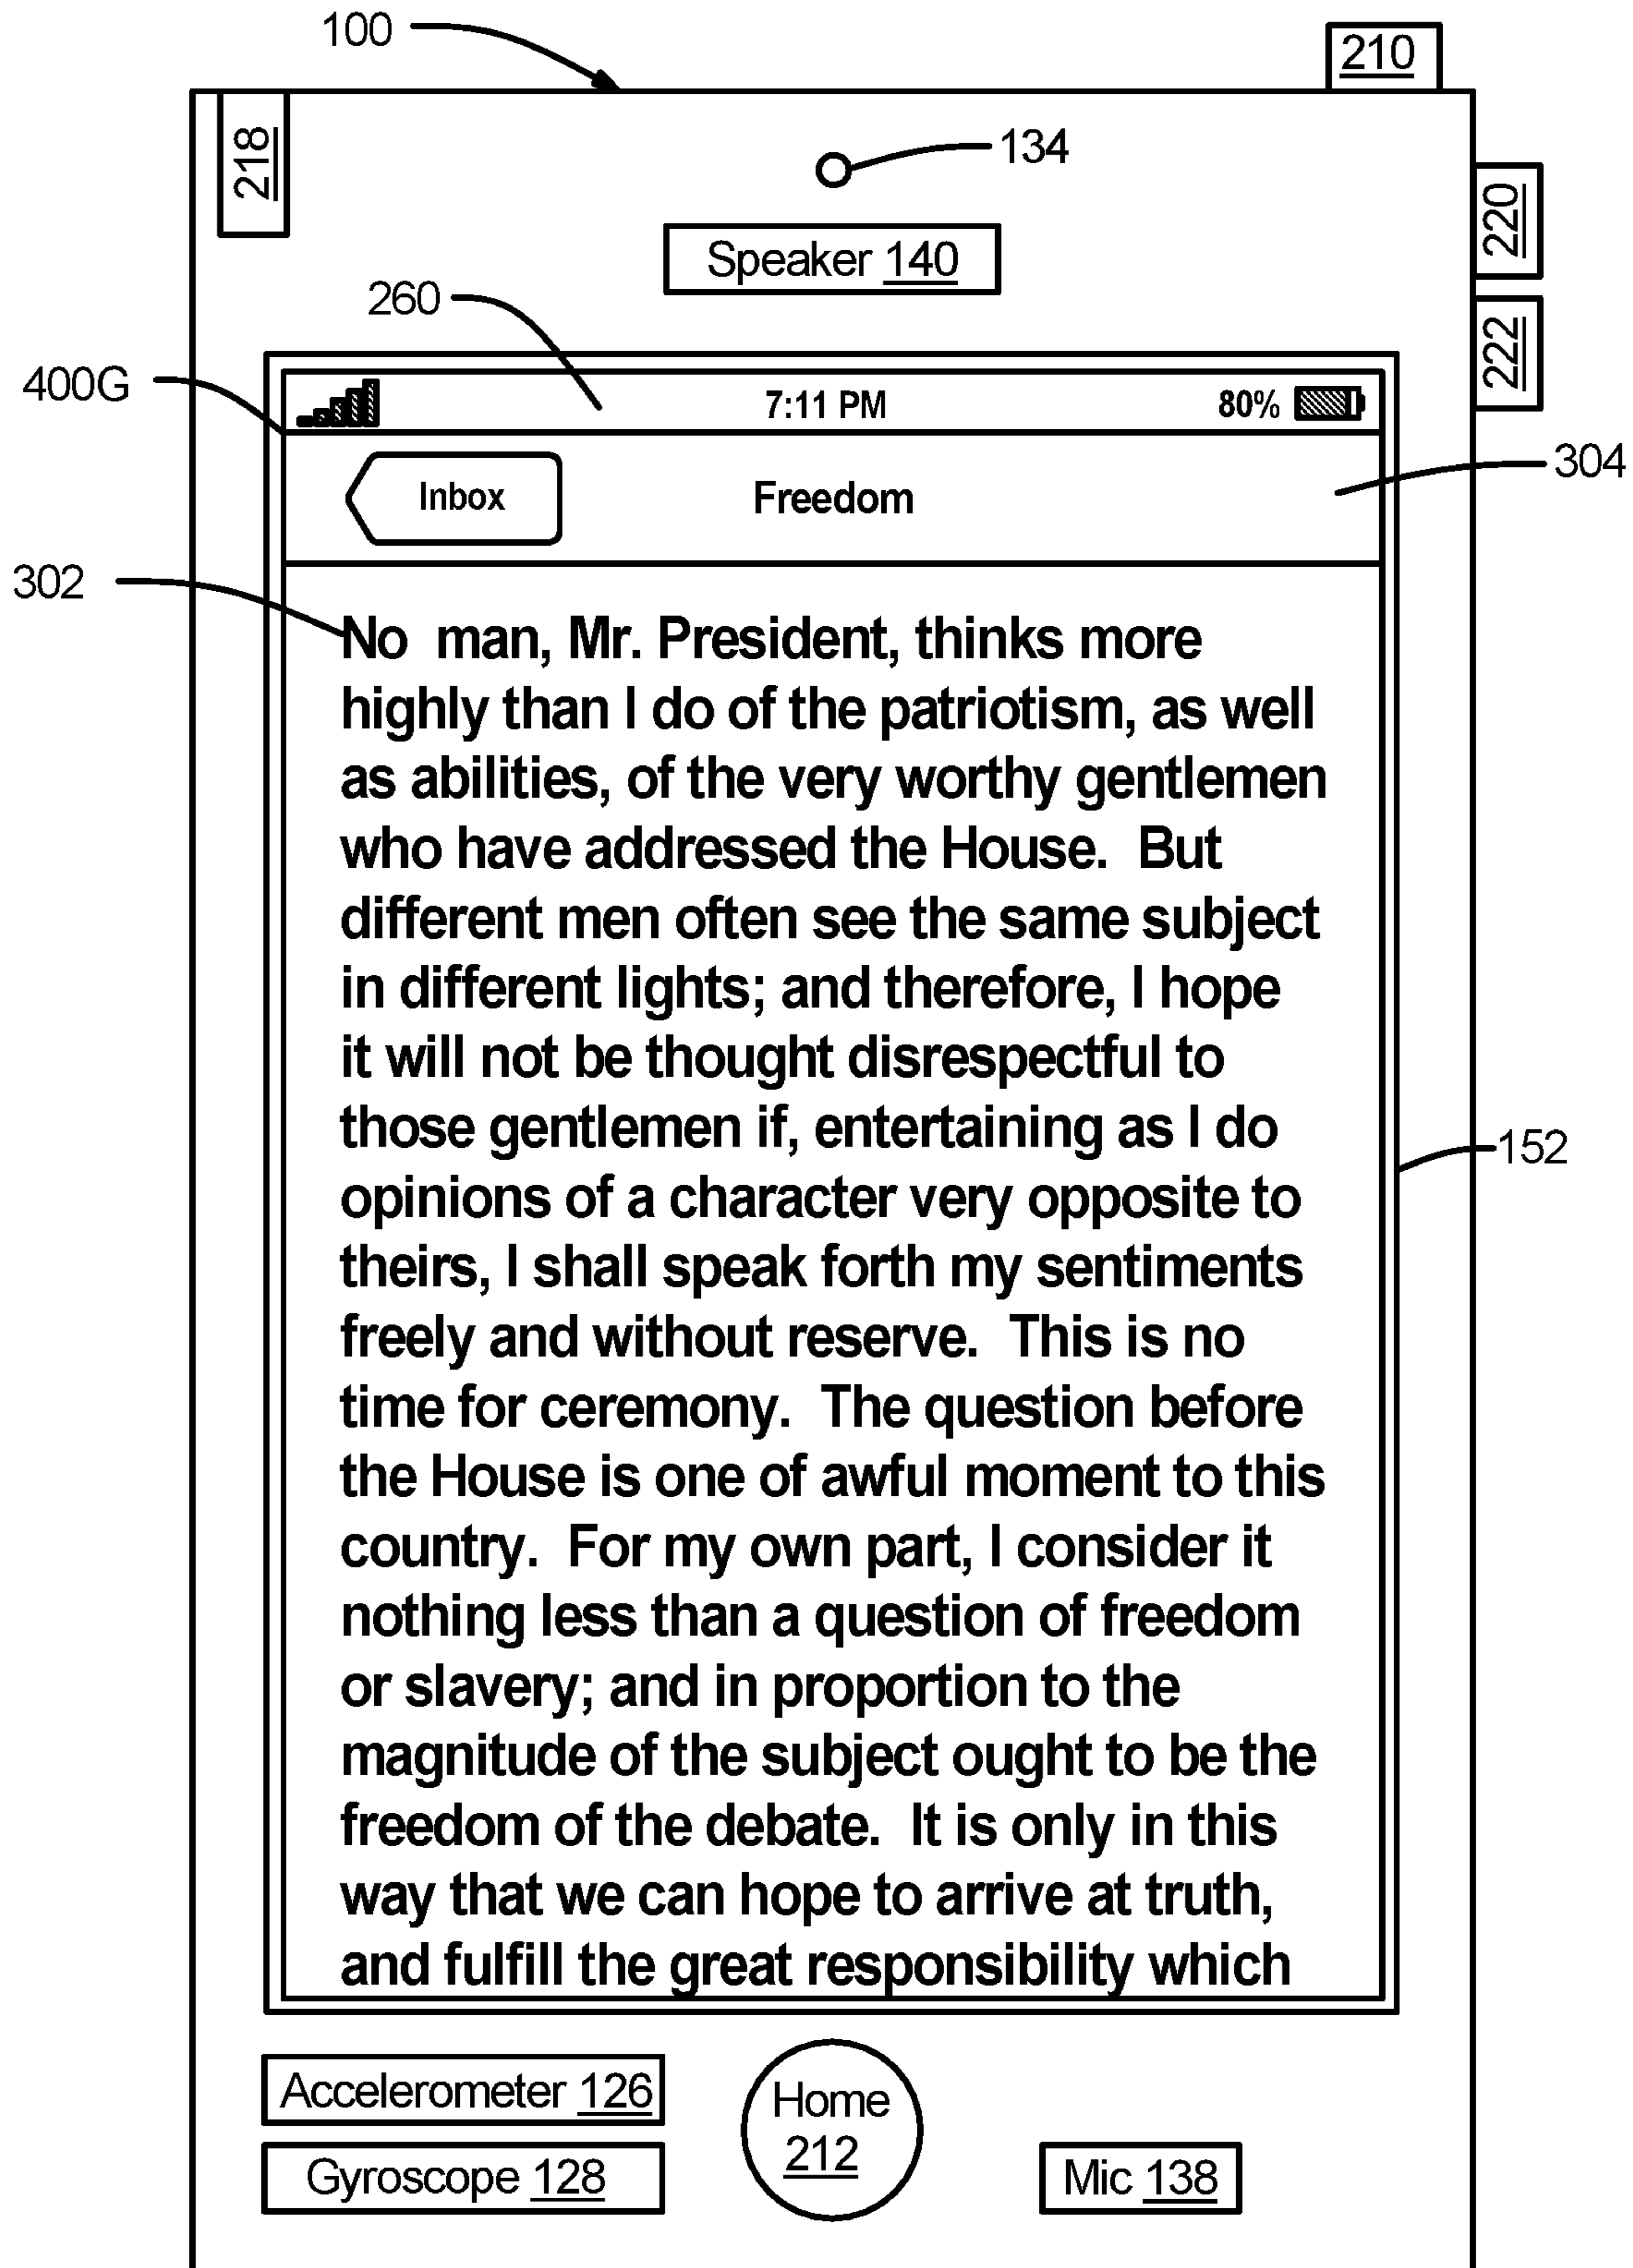 100
210
218
134
220
Speaker 140
260
222
400G
7:11 PM
80%
304
Inbox
Freedom
302
No  man, Mr. President, thinks more
highly than I do of the patriotism, as well
as abilities, of the very worthy gentlemen
who have addressed the House.  But
different men often see the same subject
in different lights; and therefore, I hope
it will not be thought disrespectful to
those gentlemen if, entertaining as I do
152
opinions of a character very opposite to
theirs, I shall speak forth my sentiments
freely and without reserve.  This is no
time for ceremony.  The question before
the House is one of awful moment to this
country.  For my own part, I consider it
nothing less than a question of freedom
or slavery; and in proportion to the
magnitude of the subject ought to be the
freedom of the debate.  It is only in this
way that we can hope to arrive at truth,
and fulfill the great responsibility which
Accelerometer 126
Home
212
Gyroscope 128
Mic 138